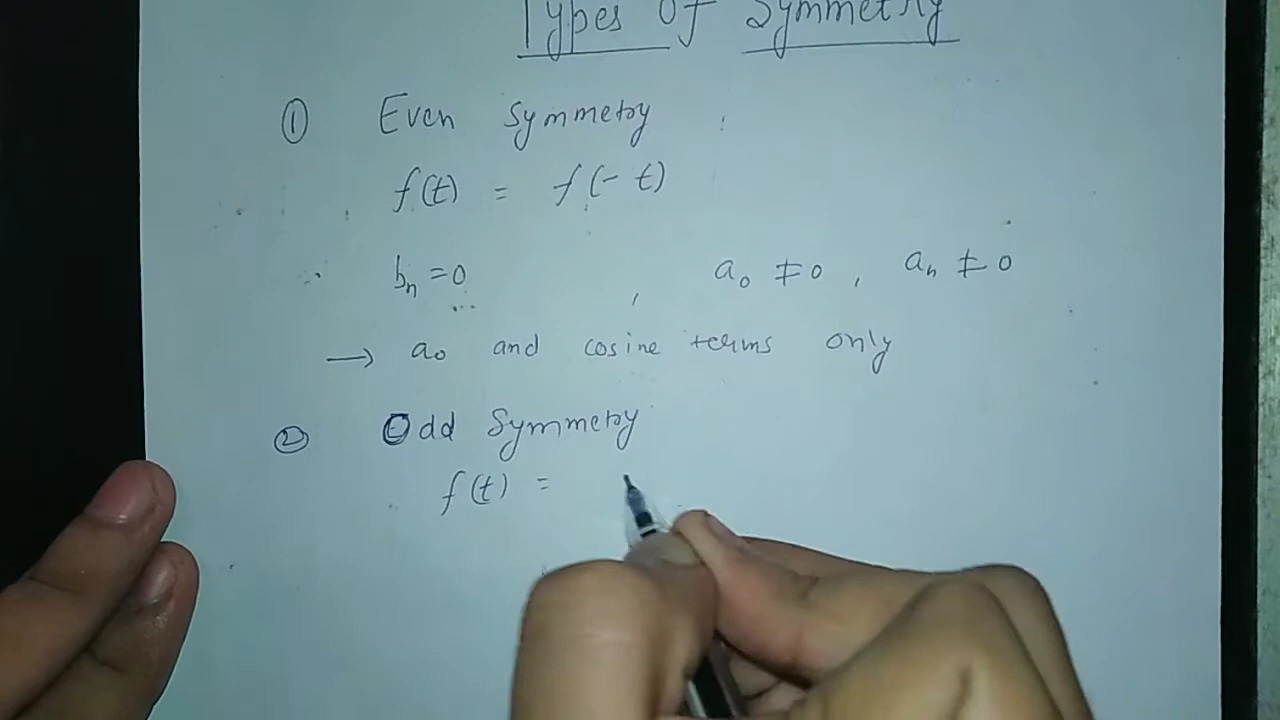 Types Of Symmetry
① Even Symmetry
f(t) = f(- t)
∴ bn = 0 , a0 ≠ 0 , an ≠ 0
→ a0 and cosine terms only
② Odd Symmetry
f(t) =